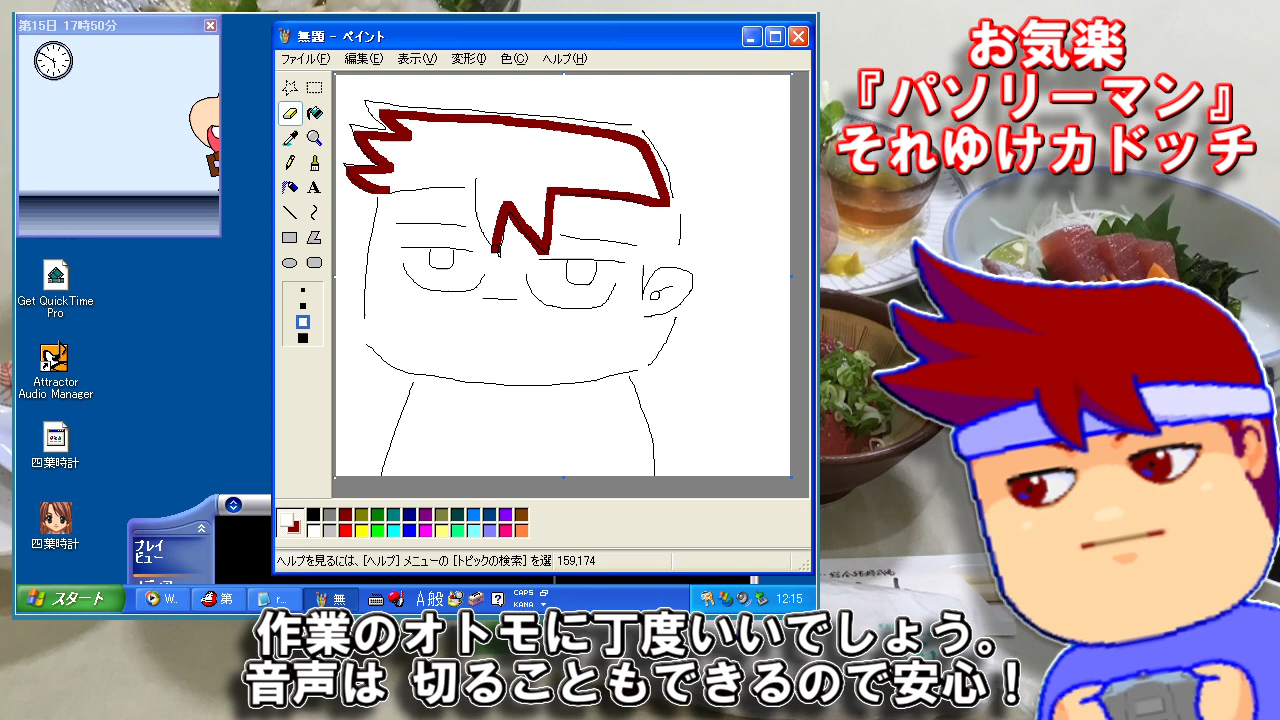 第15日 17時50分
無題 - ペイント
編集(E) 表示(V) 変形(I) 色(C) ヘルプ(H)
A
お気楽
『パソリーマン』
それゆけカドッチ
Get QuickTime
Pro
Attractor
Audio Manager
四葉時計
四葉時計
プレイ
ビュー
ヘルプを見るには、[ヘルプ] メニューの [トピックの検索] を選 159,174
スタート
W..
第
r...
無
A 般
CAPS
KANA
12:15
作業のオトモに丁度いいでしょう。
音声は 切ることもできるので安心！